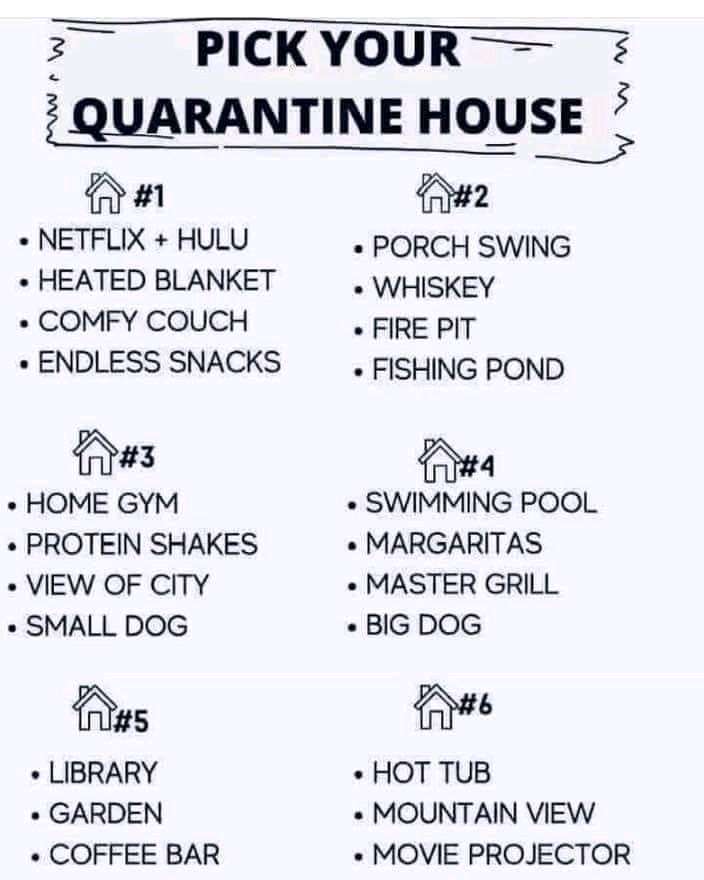 PICK YOUR
QUARANTINE HOUSE
#1
• NETFLIX + HULU
• HEATED BLANKET
• COMFY COUCH
• ENDLESS SNACKS
#2
• PORCH SWING
• WHISKEY
• FIRE PIT
• FISHING POND
#3
• HOME GYM
• PROTEIN SHAKES
• VIEW OF CITY
• SMALL DOG
#4
• SWIMMING POOL
• MARGARITAS
• MASTER GRILL
• BIG DOG
#5
• LIBRARY
• GARDEN
• COFFEE BAR
#6
• HOT TUB
• MOUNTAIN VIEW
• MOVIE PROJECTOR